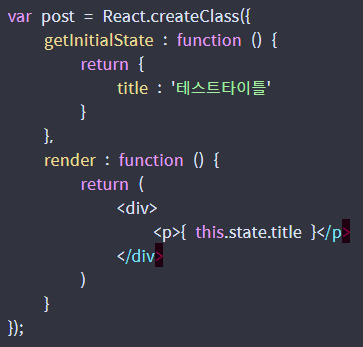 var post = React.createClass({
    getInitialState : function () {
        return {
            title : '테스트타이틀'
        }
    },
    render : function () {
        return (
            <div>
                <p>{ this.state.title }</p>
            </div>
        )
    }
});